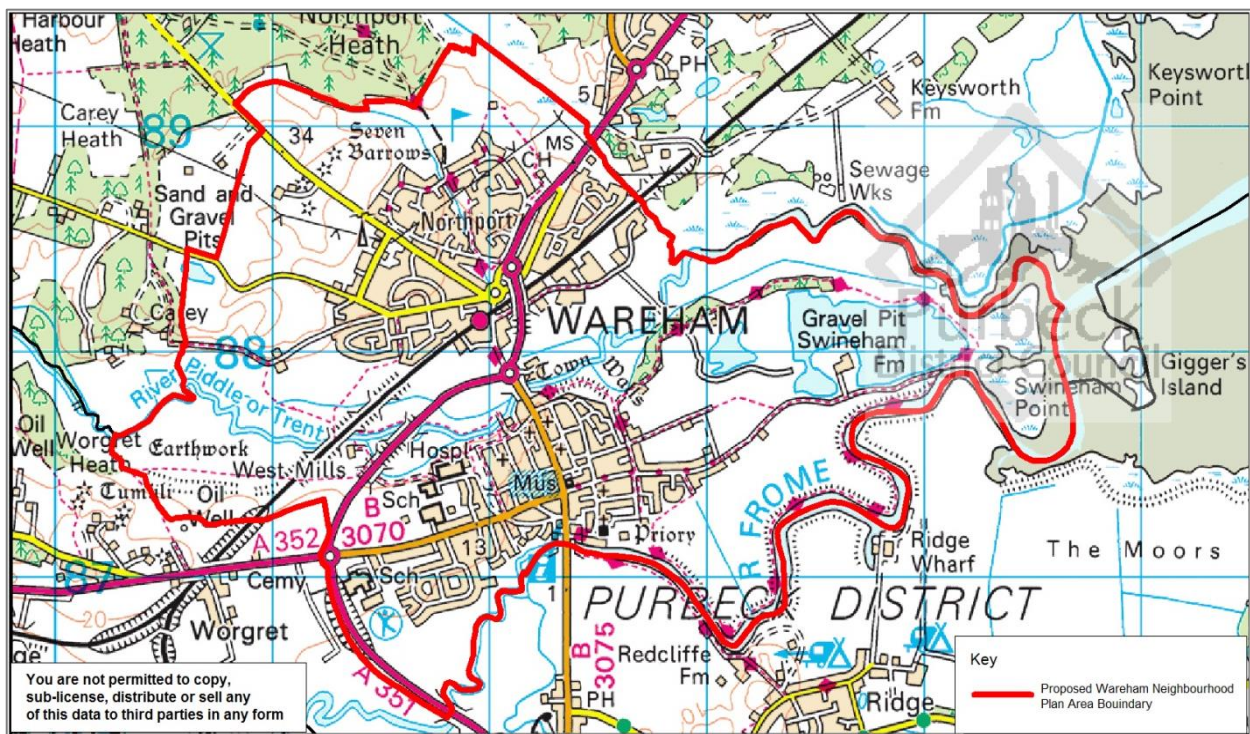 Harbour
Heath
Northport
Heath
PH
Keysworth
Point
Carey
Heath
89
34
Seven
Barrows
5
MS
CH
Keysworth
Fm
Sewage
Wks
Sand and
Gravel
Pits
Northport
Carey
88
WAREHAM
Gravel Pit
Swineham
Fm
Purbeck
District Council
Gigger's
Island
Swineham
Point
River Piddle or Trent
Town Walls
Oil
Well
Worgret
Heath
Earthwork
West Mills
Hospl
Tumuli
Oil
Well
Mus
Sch
A 352
B
3070
13
Priory
R FROME
Ridge
Wharf
The Moors
87
Cemy
Sch
1
PURBECK DISTRICT
20
Worgret
A 351
B
3075
Redcliffe
Fm
PH
10
Ridge
Key
Proposed Wareham Neighbourhood
Plan Area Bouindary
You are not permitted to copy,
sub-license, distribute or sell any
of this data to third parties in any form